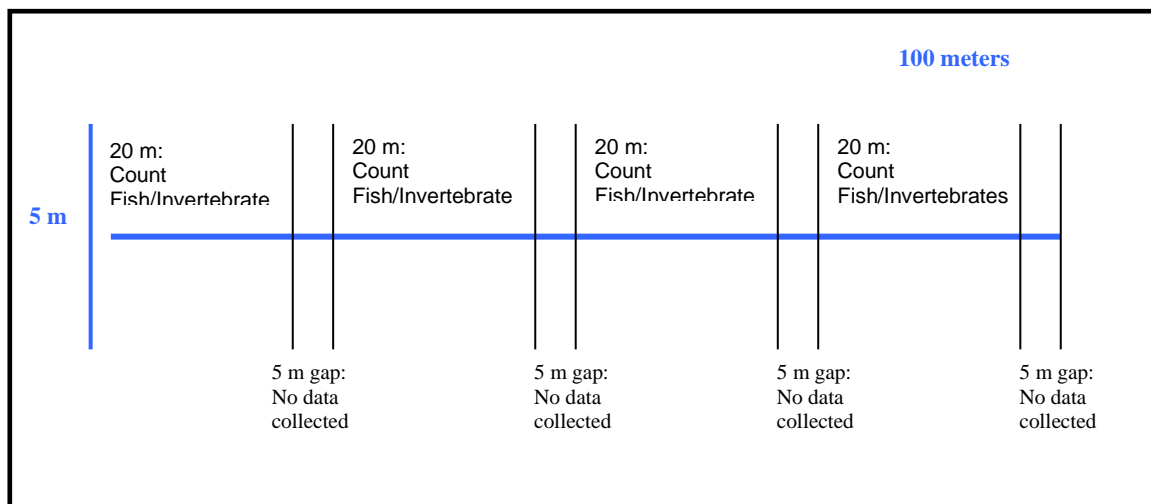 100 meters
20 m:
Count
Fish/Invertebrate
20 m:
Count
Fish/Invertebrate
20 m:
Count
Fish/Invertebrate
20 m:
Count
Fish/Invertebrates
5 m
5 m gap:
No data
collected
5 m gap:
No data
collected
5 m gap:
No data
collected
5 m gap:
No data
collected